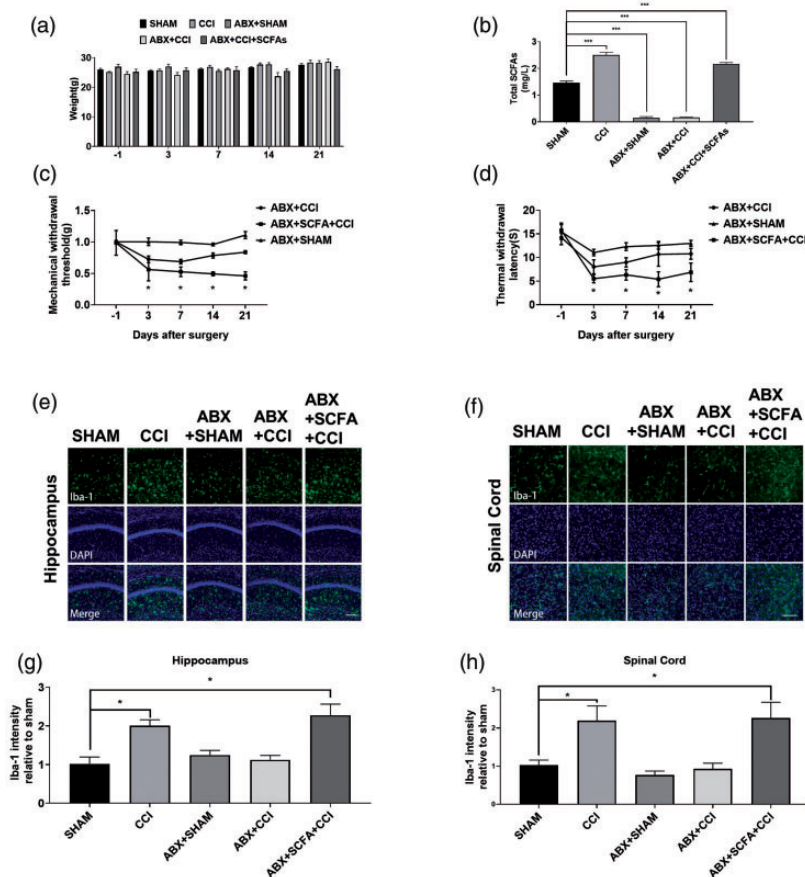 (a)
SHAM CCI ABX+SHAM
ABX+CCI ABX+CCI+SCFAs
Weight(g)
30
20
10
0
-1 3 7 14 21
(b)
***
***
***
***
Total SCFAs
(mg/L)
3
2
1
0
SHAM
CCI
ABX+SHAM
ABX+CCI
ABX+CCI+SCFAs
(c)
ABX+CCI
ABX+SCFA+CCI
ABX+SHAM
Mechanical withdrawal
threshold(g)
1.5
1.0
0.5
0.0
* * * *
-1 3 7 14 21
Days after surgery
(d)
ABX+CCI
ABX+SHAM
ABX+SCFA+CCI
Thermal withdrawal
latency(S)
20
15
10
5
0
* * * *
-1 3 7 14 21
Days after surgery
(e)
SHAM CCI ABX+SHAM ABX+CCI ABX+SCFA+CCI
Hippocampus
Iba-1
DAPI
Merge
(f)
SHAM CCI ABX+SHAM ABX+CCI ABX+SCFA+CCI
Spinal Cord
Iba-1
DAPI
Merge
(g)
Hippocampus
Iba-1 intensity
relative to sham
3
2
1
0
*
*
SHAM
CCI
ABX+SHAM
ABX+CCI
ABX+SCFA+CCI
(h)
Spinal Cord
Iba-1 intensity
relative to sham
3
2
1
0
*
*
SHAM
CCI
ABX+SHAM
ABX+CCI
ABX+SCFA+CCI